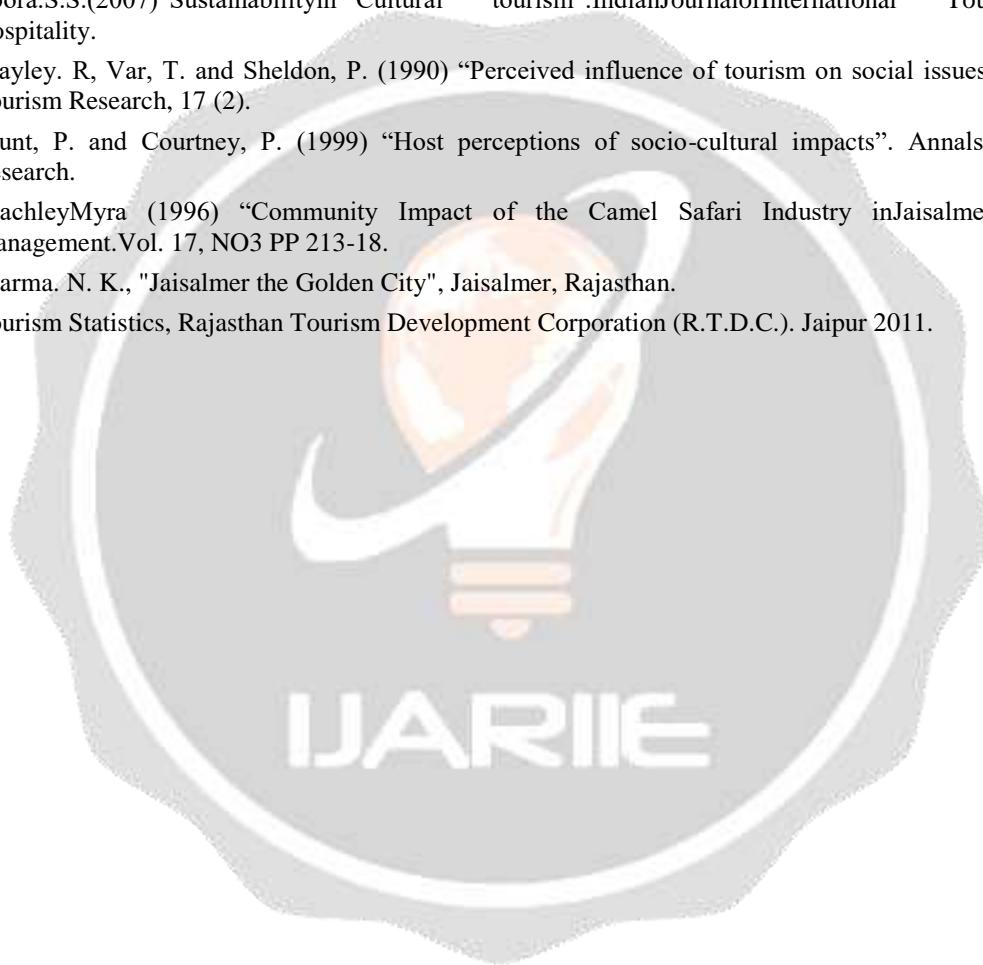 ora.S.S.(2007) Sustainabilityin Cultural tourism .IndianJournalofInternational Tou
ospitality.
ayley. R, Var, T. and Sheldon, P. (1990) “Perceived influence of tourism on social issues
ourism Research, 17 (2).
unt, P. and Courtney, P. (1999) “Host perceptions of socio-cultural impacts”. Annals
search.
achleyMyra (1996) “Community Impact of the Camel Safari Industry inJaisalme
anagement.Vol. 17, NO3 PP 213-18.
arma. N. K., "Jaisalmer the Golden City", Jaisalmer, Rajasthan.
ourism Statistics, Rajasthan Tourism Development Corporation (R.T.D.C.). Jaipur 2011.
IJARIIE